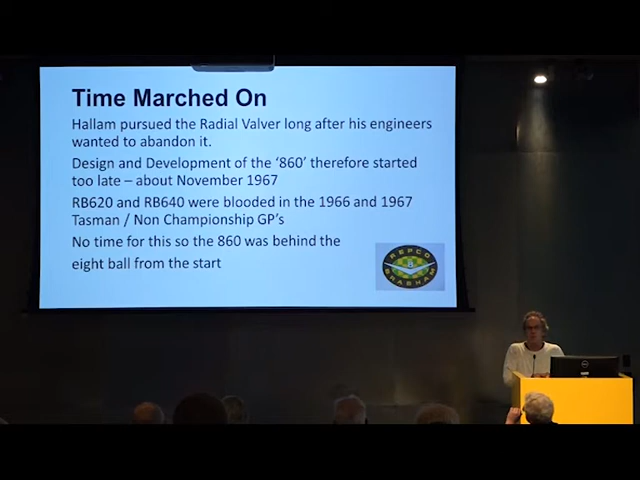 Time Marched On
Hallam pursued the Radial Valver long after his engineers
wanted to abandon it.
Design and Development of the '860' therefore started
too late – about November 1967
RB620 and RB640 were blooded in the 1966 and 1967
Tasman / Non Championship GP's
No time for this so the 860 was behind the
eight ball from the start
REPCO
BRABHAM